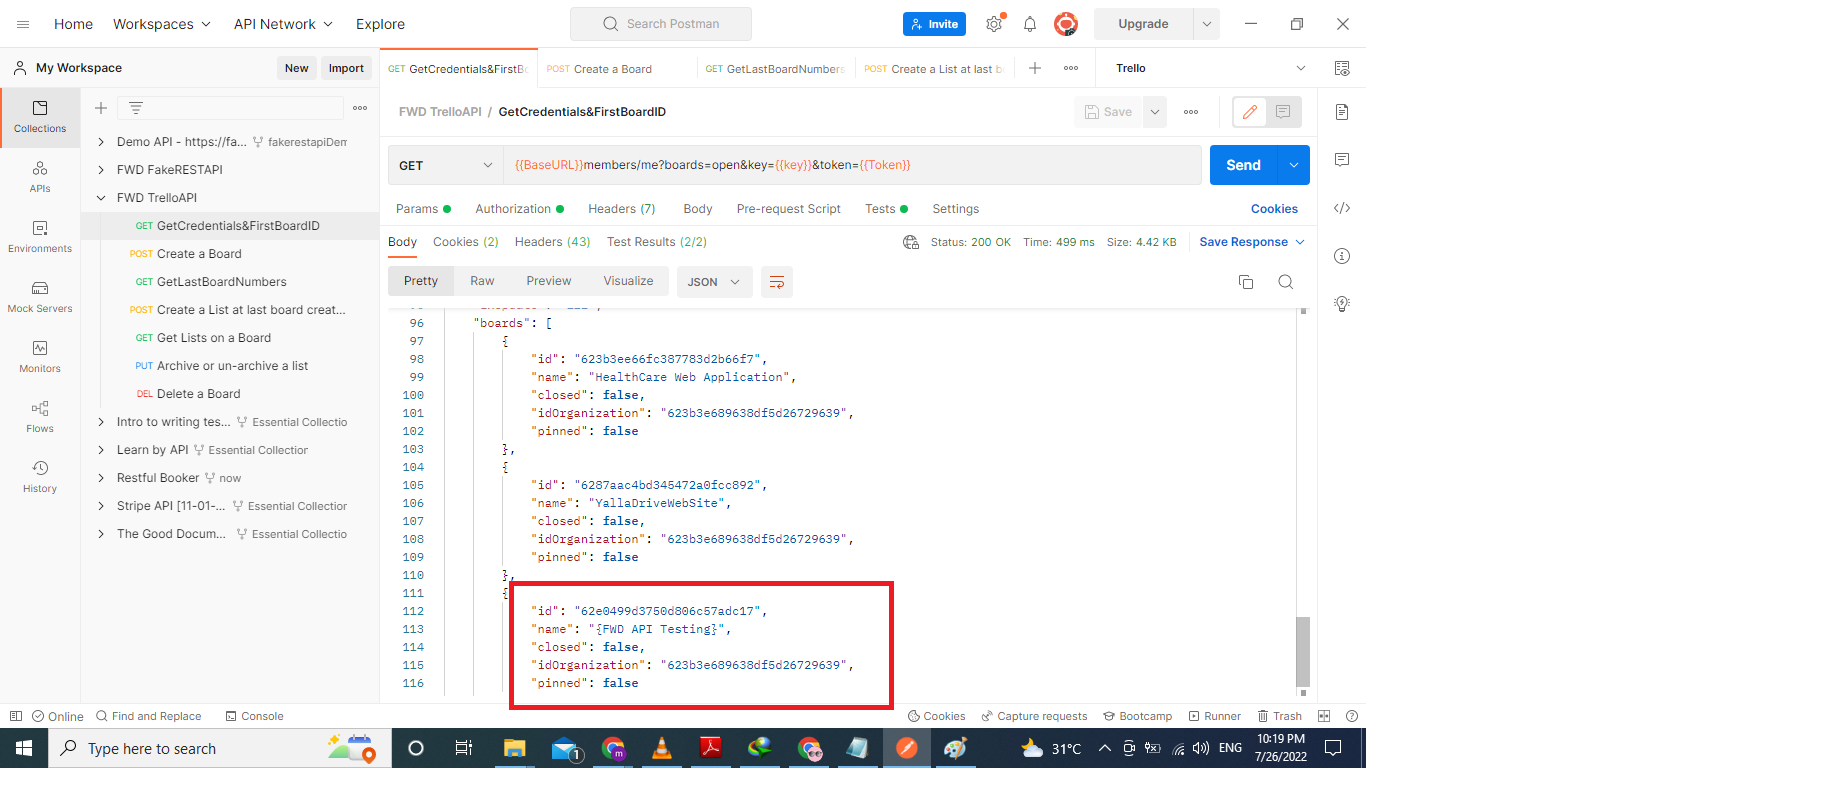 Home Workspaces API Network Explore Search Postman Invite Upgrade
My Workspace New Import
GET GetCredentials&FirstBo POST Create a Board GET GetLastBoardNumbers POST Create a List at last b Trello
Collections
APIs
Environments
Mock Servers
Monitors
Flows
History
Demo API - https://fa... fakerestapiDem
FWD FakeRESTAPI
FWD TrelloAPI
GET GetCredentials&FirstBoardID
POST Create a Board
GET GetLastBoardNumbers
POST Create a List at last board creat...
GET Get Lists on a Board
PUT Archive or un-archive a list
DEL Delete a Board
Intro to writing tes... Essential Collectio
Learn by API Essential Collection
Restful Booker now
Stripe API [11-01-... Essential Collection
The Good Docum... Essential Collectio
FWD TrelloAPI / GetCredentials&FirstBoardID Save
GET {{BaseURL}}members/me?boards=open&key={{key}}&token={{Token}} Send
Params Authorization Headers (7) Body Pre-request Script Tests Settings Cookies
Body Cookies (2) Headers (43) Test Results (2/2) Status: 200 OK Time: 499 ms Size: 4.42 KB Save Response
Pretty Raw Preview Visualize JSON
96 "boards": [
97 {
98 "id": "623b3ee66fc387783d2b66f7",
99 "name": "HealthCare Web Application",
100 "closed": false,
101 "idOrganization": "623b3e689638df5d26729639",
102 "pinned": false
103 },
104 {
105 "id": "6287aac4bd345472a0fcc892",
106 "name": "YallaDriveWebSite",
107 "closed": false,
108 "idOrganization": "623b3e689638df5d26729639",
109 "pinned": false
110 },
111 {
112 "id": "62e0499d3750d806c57adc17",
113 "name": "{FWD API Testing}",
114 "closed": false,
115 "idOrganization": "623b3e689638df5d26729639",
116 "pinned": false
Online Find and Replace Console Cookies Capture requests Bootcamp Runner Trash
Type here to search 1 m 31°C ENG 10:19 PM
7/26/2022